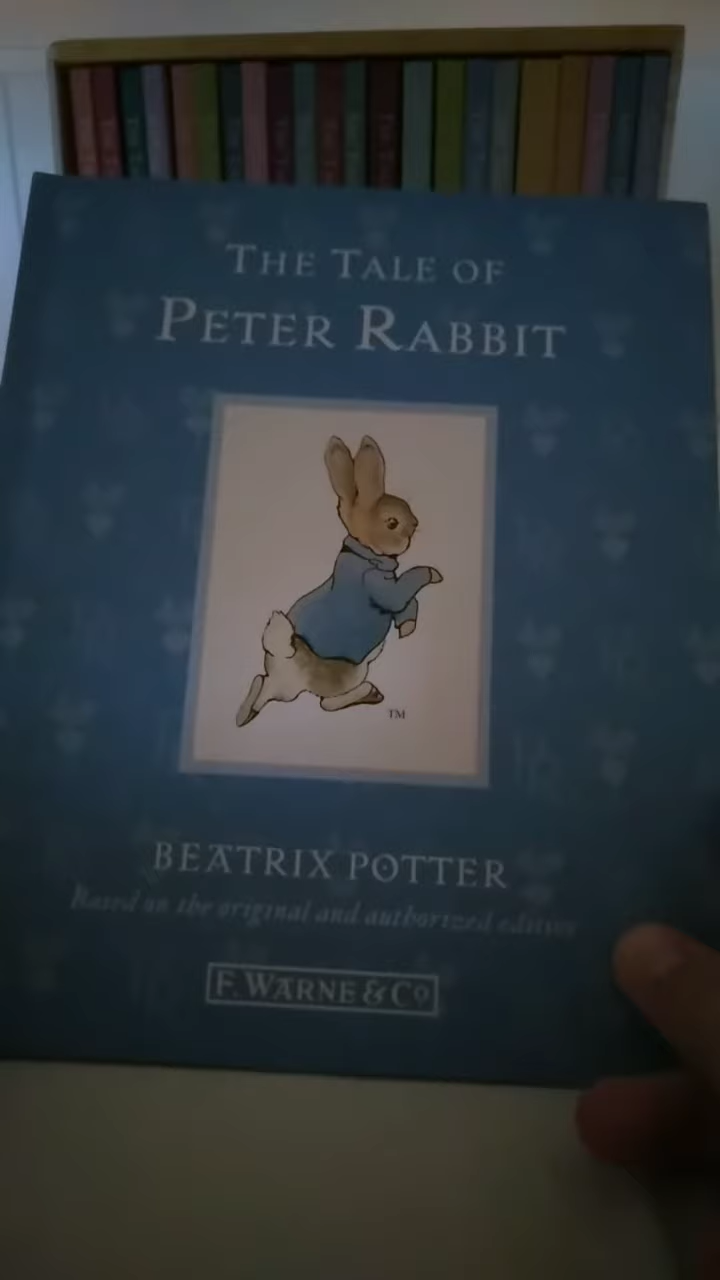 THE TALE OF
PETER RABBIT
TM
BEATRIX POTTER
Based on the original and authorized edition
F. WARNE & Co